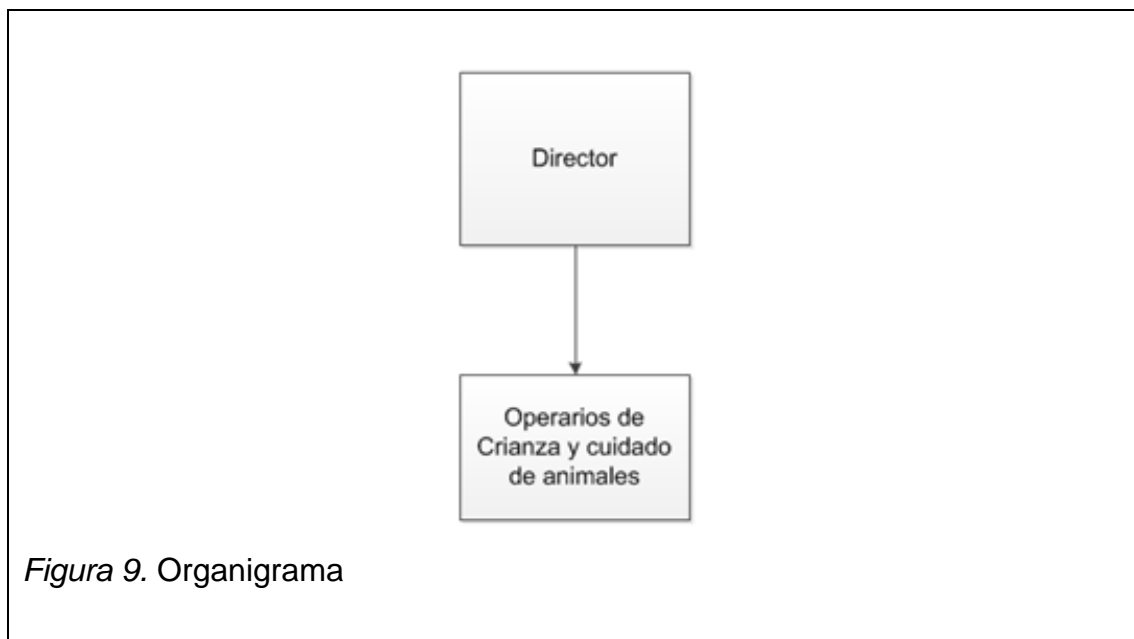 Director
Operarios de
Crianza y cuidado
de animales
Figura 9. Organigrama